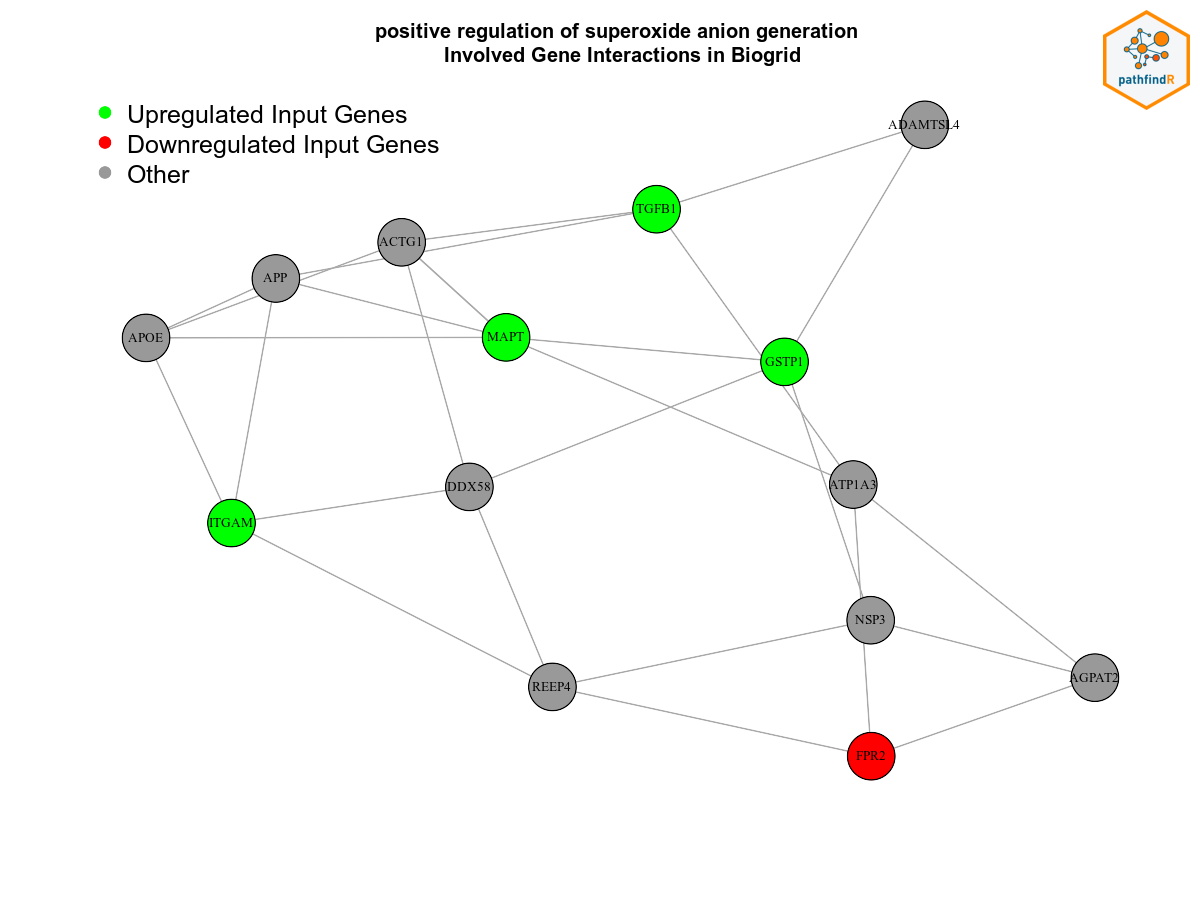 positive regulation of superoxide anion generation
Involved Gene Interactions in Biogrid
pathfindR
Upregulated Input Genes
Downregulated Input Genes
Other
ADAMTSL4
TGFB1
ACTG1
APP
APOE
MAPT
GSTP1
DDX58
ATP1A3
ITGAM
NSP3
REEP4
AGPAT2
FPR2